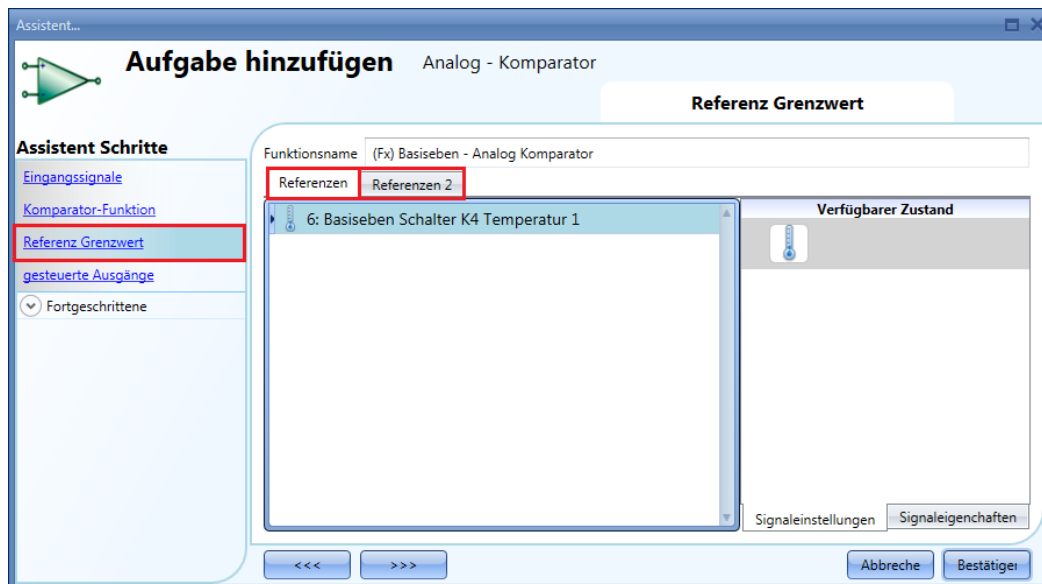 Assistent...
Aufgabe hinzufügen Analog - Komparator
Referenz Grenzwert
Assistent Schritte
Eingangssignale
Komparator-Funktion
Referenz Grenzwert
gesteuerte Ausgänge
Fortgeschrittene
Funktionsname (Fx) Basiseben - Analog Komparator
Referenzen Referenzen 2
6: Basiseben Schalter K4 Temperatur 1
Verfügbarer Zustand
Signaleinstellungen Signaleigenschaften
<<< >>> Abbreche Bestätiger